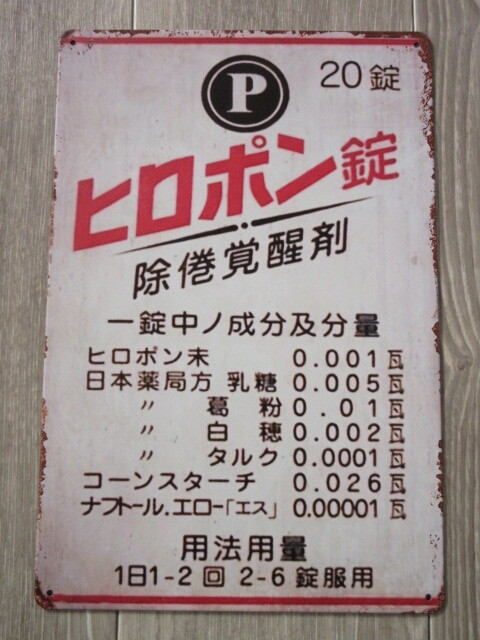 P
20錠
ヒロポン錠
除倦覚醒剤
一錠中ノ成分及分量
ヒロポン末 0.001瓦
日本薬局方 乳糖 0.005瓦
〃 葛粉 0.01瓦
〃 白穂 0.002瓦
〃 タルク 0.0001瓦
コーンスターチ 0.026瓦
ナフトール.エロー「エス」 0.00001瓦
用法用量
1日1-2回 2-6錠服用